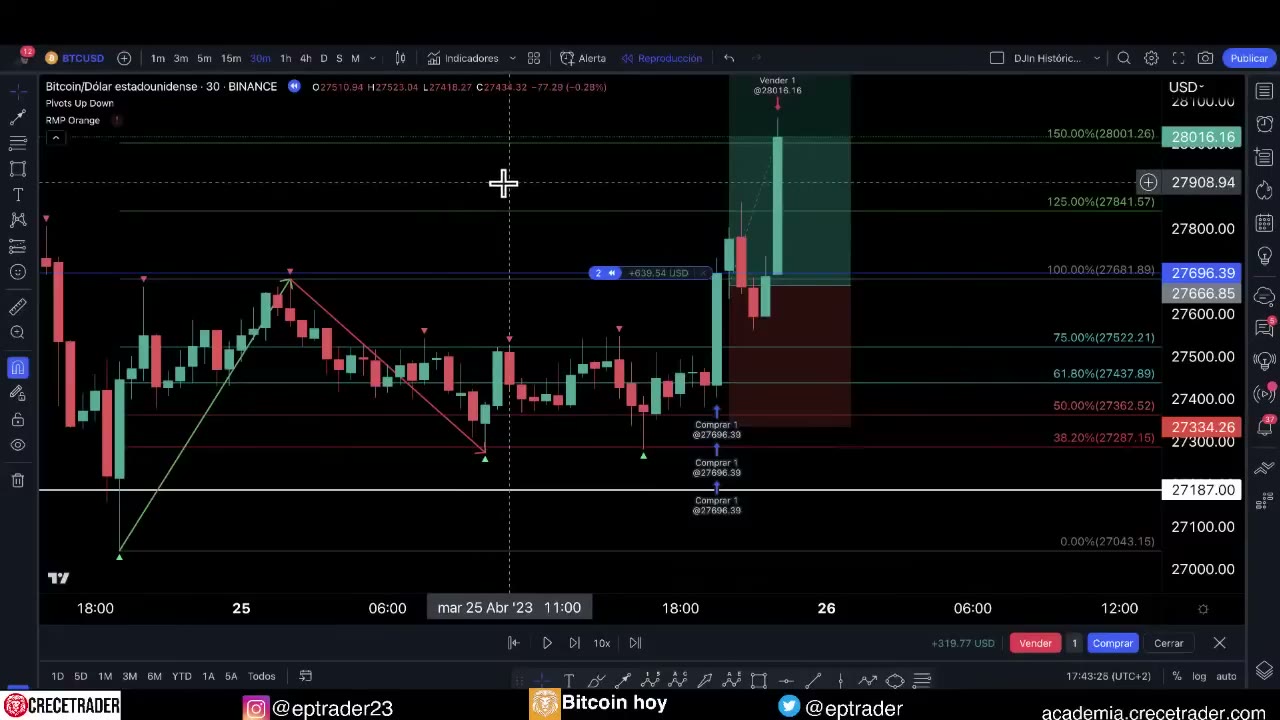 12
BTCUSD
1m 3m 5m 15m 30m 1h 4h D S M
Indicadores
Alerta
Reproducción
DJIn Históric...
Publicar
Bitcoin/Dólar estadounidense · 30 · BINANCE
O27510.94 H27523.04 L27418.27 C27434.32 -77.29 (-0.28%)
Pivots Up Down
RMP Orange
Vender 1
@28016.16
USD
28100.00
150.00%(28001.26)
28016.16
27908.94
125.00%(27841.57)
27800.00
2
+639.54 USD
100.00%(27681.89)
27696.39
27666.85
27600.00
75.00%(27522.21)
27500.00
61.80%(27437.89)
27400.00
50.00%(27362.52)
27334.26
38.20%(27287.15)
27300.00
Comprar 1
@27696.39
Comprar 1
@27696.39
Comprar 1
@27696.39
27187.00
27100.00
0.00%(27043.15)
27000.00
5
37
18:00 25 06:00 mar 25 Abr '23 11:00 18:00 26 06:00 12:00
10x
+319.77 USD
Vender
1
Comprar
Cerrar
1D 5D 1M 3M 6M YTD 1A 5A Todos
17:43:25 (UTC+2)
% log auto
CRECETRADER
@eptrader23
Bitcoin hoy
@eptrader
academia.crecetrader.com